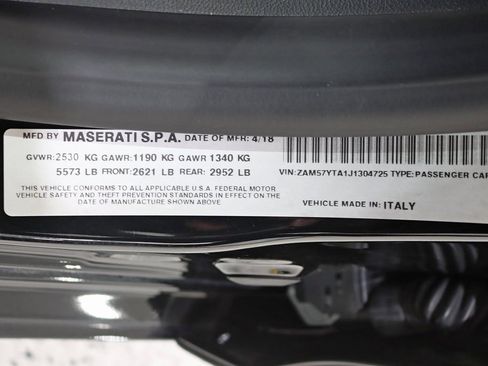 MFD BY MASERATI S.P.A. DATE OF MFR: 4/18
GVWR: 2530 KG GAWR: 1190 KG GAWR 1340 KG
5573 LB FRONT: 2621 LB REAR: 2952 LB
THIS VEHICLE CONFORMS TO ALL APPLICABLE U.S.A. FEDERAL MOTOR
VEHICLE SAFETY AND THEFT PREVENTION STANDARDS IN EFFECT
ON THE DATE OF MANUFACTURE SHOWN ABOVE.
VIN: ZAM57YTA1J1304725 TYPE: PASSENGER CAR
VEHICLE MADE IN: ITALY